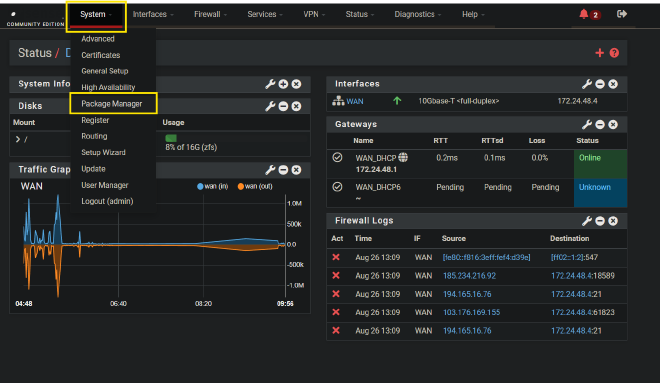 COMMUNITY EDITION
System
Interfaces
Firewall
Services
VPN
Status
Diagnostics
Help
2
Advanced
Certificates
General Setup
High Availability
Package Manager
Register
Routing
Setup Wizard
Update
User Manager
Logout (admin)
Status / D
System Info
Disks
Mount Usage
/ 8% of 16G (zfs)
Traffic Grap
WAN
wan (in) wan (out)
1.0M
500k
0.0
-500k
-1.0M
04:48 06:40 08:20 09:56
Interfaces
WAN 10Gbase-T <full-duplex> 172.24.48.4
Gateways
Name RTT RTTsd Loss Status
WAN_DHCP 0.2ms 0.1ms 0.0% Online
172.24.48.1
WAN_DHCP6 Pending Pending Pending Unknown
~
Firewall Logs
Act Time IF Source Destination
Aug 26 13:09 WAN [fe80::f816:3eff:fef4:d39e] [ff02::1:2]:547
Aug 26 13:09 WAN 185.234.216.92 172.24.48.4:18589
Aug 26 13:09 WAN 194.165.16.76 172.24.48.4:21
Aug 26 13:09 WAN 103.176.169.155 172.24.48.4:61823
Aug 26 13:09 WAN 194.165.16.76 172.24.48.4:21